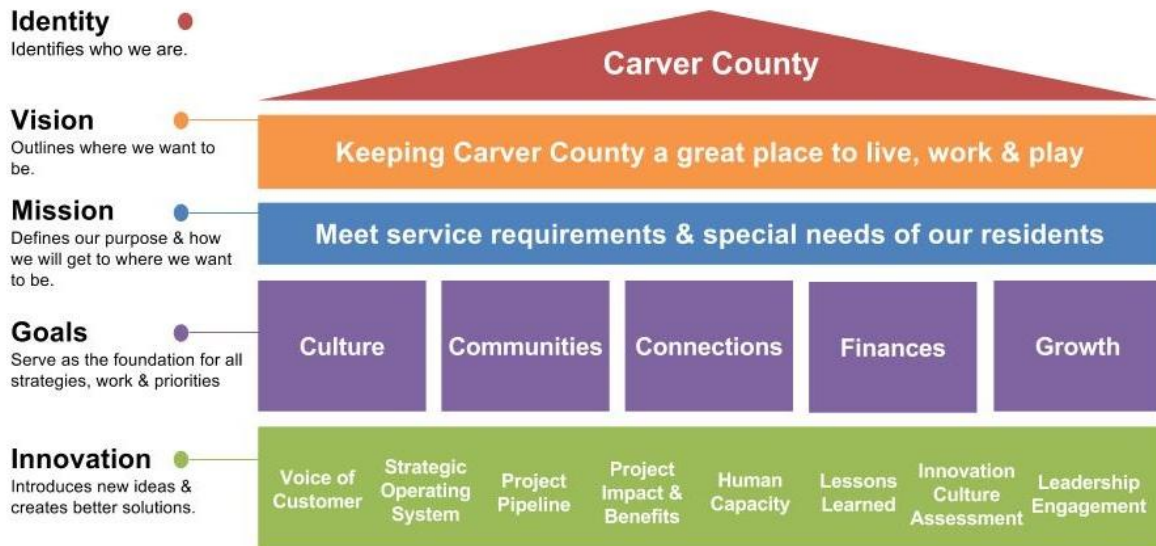 Identity
Identifies who we are.
Carver County
Vision
Outlines where we want to
be.
Keeping Carver County a great place to live, work & play
Mission
Defines our purpose & how
we will get to where we want
to be.
Meet service requirements & special needs of our residents
Goals
Serve as the foundation for all
strategies, work & priorities
Culture
Communities
Connections
Finances
Growth
Innovation
Introduces new ideas &
creates better solutions.
Voice of
Customer
Strategic
Operating
System
Project
Pipeline
Project
Impact &
Benefits
Human
Capacity
Lessons
Learned
Innovation
Culture
Assessment
Leadership
Engagement